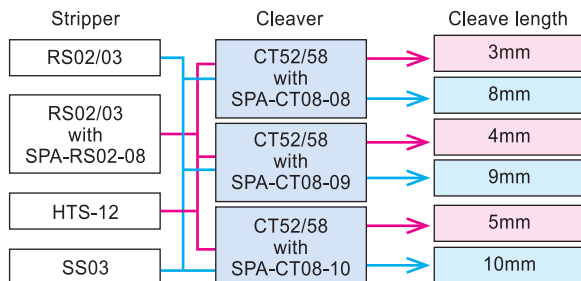 Stripper
Cleaver
Cleave length
RS02/03
RS02/03
with
SPA-RS02-08
HTS-12
SS03
CT52/58
with
SPA-CT08-08
CT52/58
with
SPA-CT08-09
CT52/58
with
SPA-CT08-10
3mm
8mm
4mm
9mm
5mm
10mm